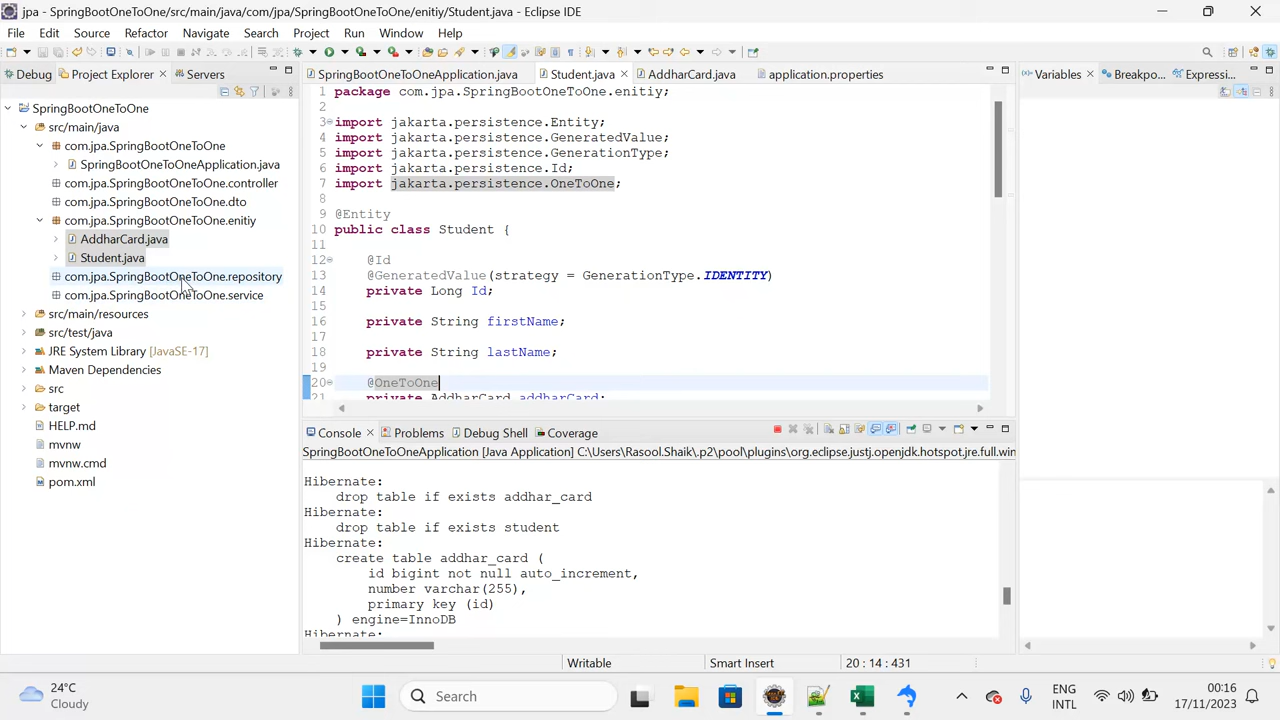 jpa - SpringBootOneToOne/src/main/java/com/jpa/SpringBootOneToOne/enitiy/Student.java - Eclipse IDE
File Edit Source Refactor Navigate Search Project Run Window Help
Debug Project Explorer Servers
SpringBootOneToOneApplication.java Student.java AddharCard.java application.properties
Variables Breakpo... Expressi...
SpringBootOneToOne
src/main/java
com.jpa.SpringBootOneToOne
SpringBootOneToOneApplication.java
com.jpa.SpringBootOneToOne.controller
com.jpa.SpringBootOneToOne.dto
com.jpa.SpringBootOneToOne.enitiy
AddharCard.java
Student.java
com.jpa.SpringBootOneToOne.repository
com.jpa.SpringBootOneToOne.service
src/main/resources
src/test/java
JRE System Library [JavaSE-17]
Maven Dependencies
src
target
HELP.md
mvnw
mvnw.cmd
pom.xml
1 package com.jpa.SpringBootOneToOne.enitiy;
2
3 import jakarta.persistence.Entity;
4 import jakarta.persistence.GeneratedValue;
5 import jakarta.persistence.GenerationType;
6 import jakarta.persistence.Id;
7 import jakarta.persistence.OneToOne;
8
9 @Entity
10 public class Student {
11
12 @Id
13 @GeneratedValue(strategy = GenerationType.IDENTITY)
14 private Long Id;
15
16 private String firstName;
17
18 private String lastName;
19
20 @OneToOne
21 private AddharCard addharCard;
Console Problems Debug Shell Coverage
SpringBootOneToOneApplication [Java Application] C:\Users\Rasool.Shaik\.p2\pool\plugins\org.eclipse.justj.openjdk.hotspot.jre.full.win
Hibernate:
drop table if exists addhar_card
Hibernate:
drop table if exists student
Hibernate:
create table addhar_card (
id bigint not null auto_increment,
number varchar(255),
primary key (id)
) engine=InnoDB
Hibernate:
Writable Smart Insert 20 : 14 : 431
24°C
Cloudy
Search
ENG
INTL
00:16
17/11/2023